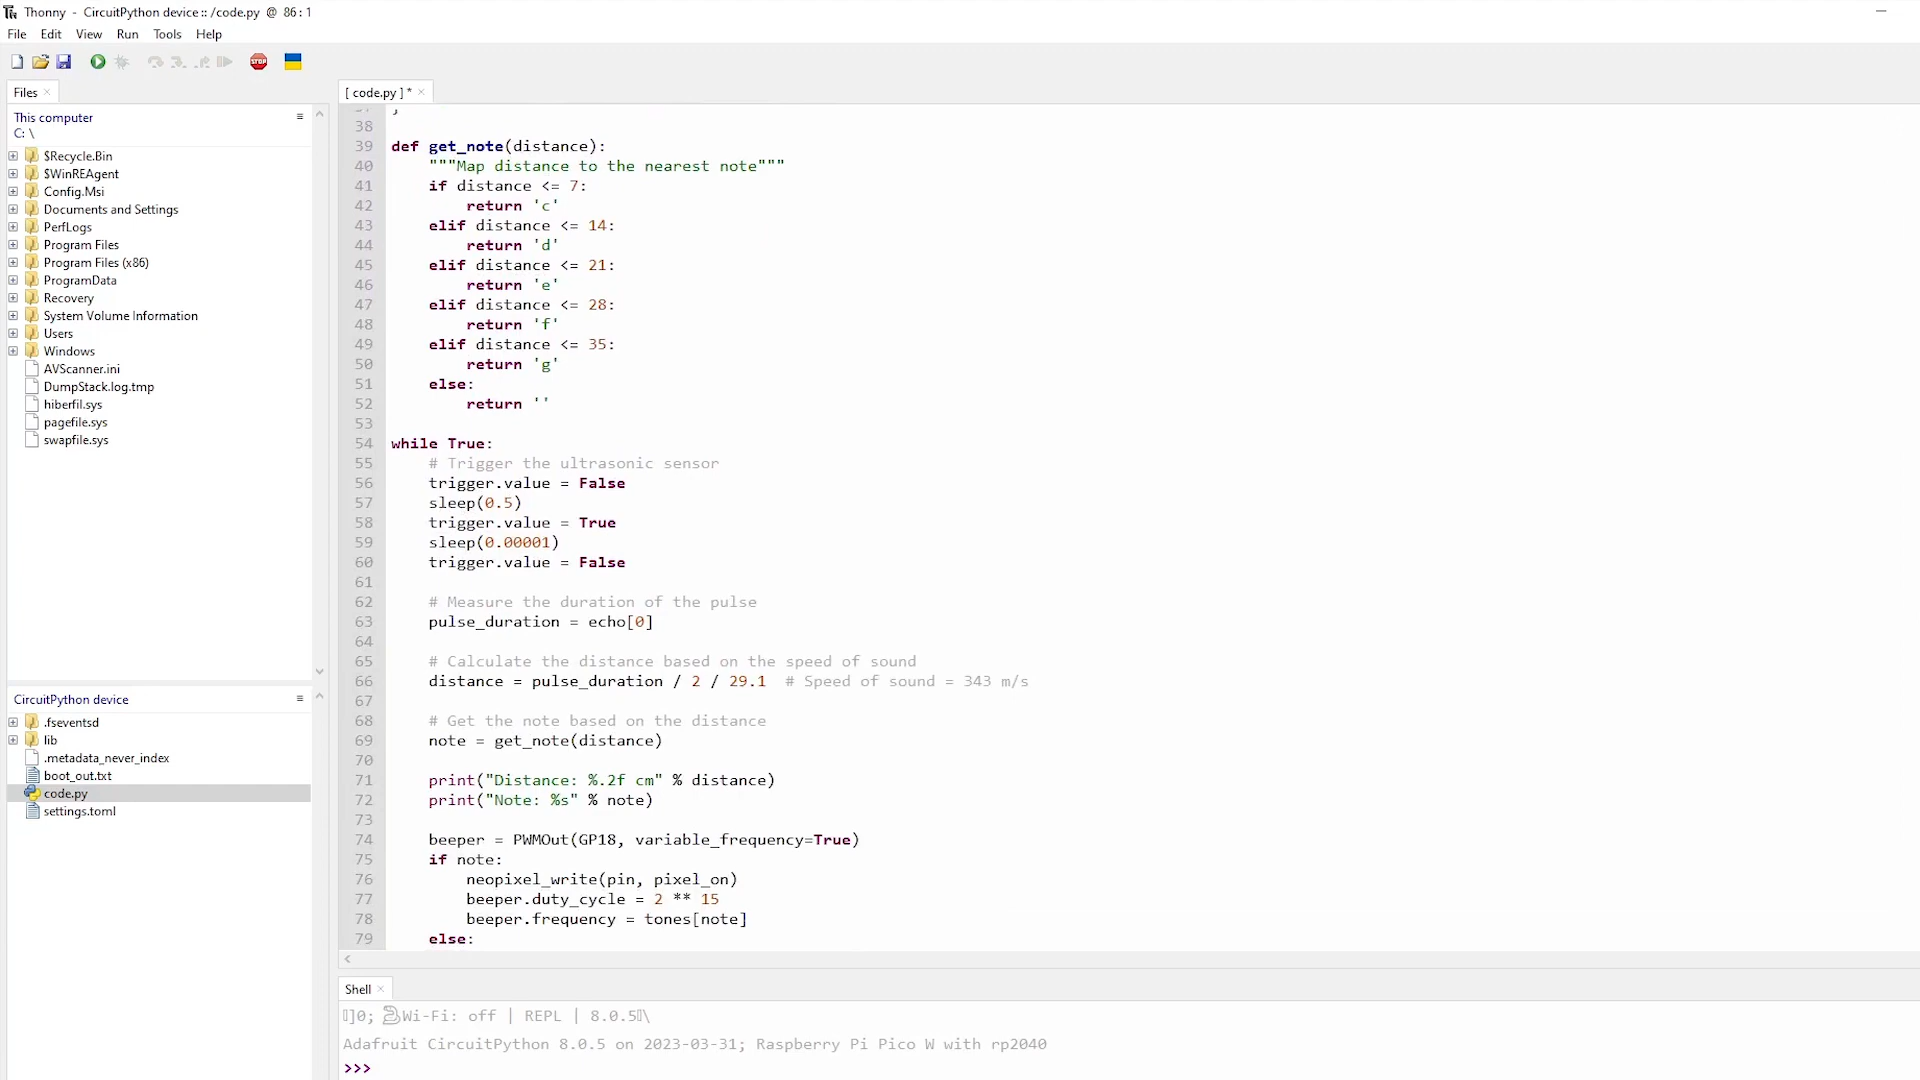 Thonny - CircuitPython device :: /code.py @ 86 : 1
File Edit View Run Tools Help
STOP
Files
This computer
C: \
$Recycle.Bin
$WinREAgent
Config.Msi
Documents and Settings
PerfLogs
Program Files
Program Files (x86)
ProgramData
Recovery
System Volume Information
Users
Windows
AVScanner.ini
DumpStack.log.tmp
hiberfil.sys
pagefile.sys
swapfile.sys
CircuitPython device
.fseventsd
lib
.metadata_never_index
boot_out.txt
code.py
settings.toml
[ code.py ] *
38
39 def get_note(distance):
40     """Map distance to the nearest note"""
41     if distance <= 7:
42         return 'c'
43     elif distance <= 14:
44         return 'd'
45     elif distance <= 21:
46         return 'e'
47     elif distance <= 28:
48         return 'f'
49     elif distance <= 35:
50         return 'g'
51     else:
52         return ''
53
54 while True:
55     # Trigger the ultrasonic sensor
56     trigger.value = False
57     sleep(0.5)
58     trigger.value = True
59     sleep(0.00001)
60     trigger.value = False
61
62     # Measure the duration of the pulse
63     pulse_duration = echo[0]
64
65     # Calculate the distance based on the speed of sound
66     distance = pulse_duration / 2 / 29.1  # Speed of sound = 343 m/s
67
68     # Get the note based on the distance
69     note = get_note(distance)
70
71     print("Distance: %.2f cm" % distance)
72     print("Note: %s" % note)
73
74     beeper = PWMOut(GP18, variable_frequency=True)
75     if note:
76         neopixel_write(pin, pixel_on)
77         beeper.duty_cycle = 2 ** 15
78         beeper.frequency = tones[note]
79     else:
Shell
]0; Wi-Fi: off | REPL | 8.0.5 \
Adafruit CircuitPython 8.0.5 on 2023-03-31; Raspberry Pi Pico W with rp2040
>>>